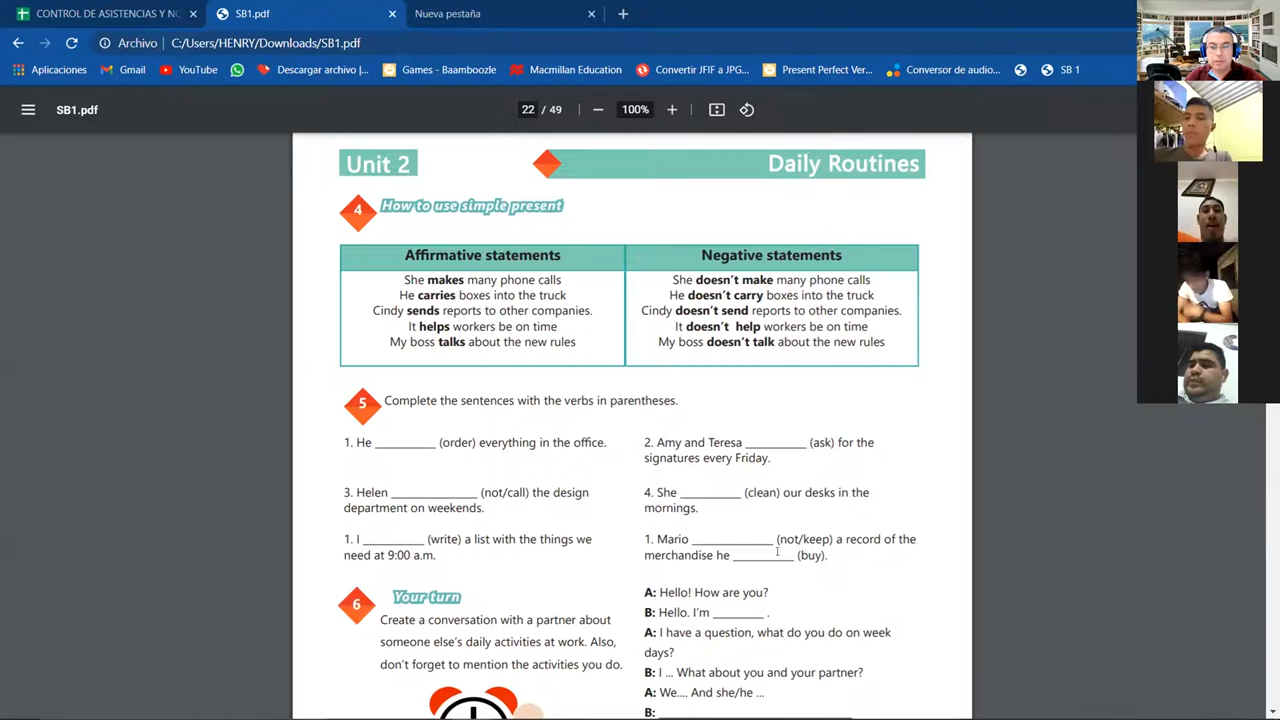 CONTROL DE ASISTENCIAS Y NO
SB1.pdf
Nueva pestaña
Archivo
C:/Users/HENRY/Downloads/SB1.pdf
Aplicaciones
Gmail
YouTube
Descargar archivo |...
Games - Baamboozle
Macmillan Education
Convertir JFIF a JPG...
Present Perfect Ver...
Conversor de audio...
SB 1
SB1.pdf
22 / 49
100%
Unit 2
Daily Routines
4
How to use simple present
Affirmative statements
She makes many phone calls
He carries boxes into the truck
Cindy sends reports to other companies.
It helps workers be on time
My boss talks about the new rules
Negative statements
She doesn't make many phone calls
He doesn't carry boxes into the truck
Cindy doesn't send reports to other companies.
It doesn't help workers be on time
My boss doesn't talk about the new rules
5
Complete the sentences with the verbs in parentheses.
1. He _________ (order) everything in the office.
2. Amy and Teresa _________ (ask) for the
signatures every Friday.
3. Helen _____________ (not/call) the design
department on weekends.
4. She _________ (clean) our desks in the
mornings.
1. I _________ (write) a list with the things we
need at 9:00 a.m.
1. Mario ____________ (not/keep) a record of the
merchandise he _________ (buy).
6
Your turn
Create a conversation with a partner about
someone else's daily activities at work. Also,
don't forget to mention the activities you do.
A: Hello! How are you?
B: Hello. I'm ________ .
A: I have a question, what do you do on week
days?
B: I ... What about you and your partner?
A: We.... And she/he ...
B: ______________________________